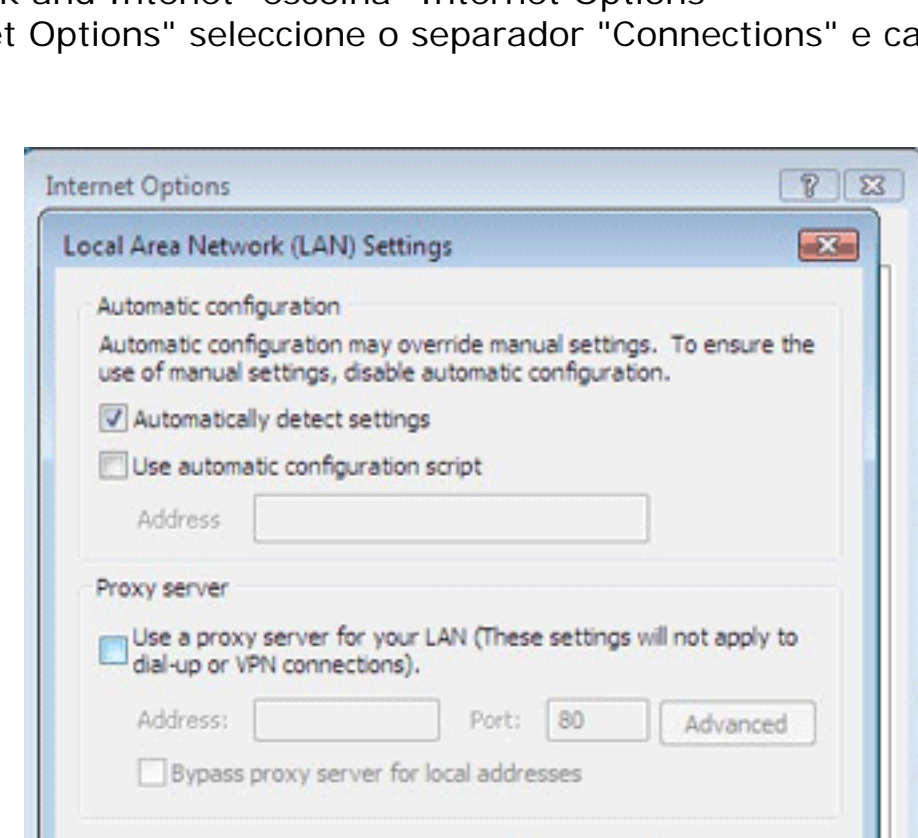 and Internet" escolha "Internet Options"
Options" seleccione o separador "Connections" e
Internet Options
Local Area Network (LAN) Settings
Automatic configuration
Automatic configuration may override manual settings. To ensure the
use of manual settings, disable automatic configuration.
Automatically detect settings
Use automatic configuration script
Address
Proxy server
Use a proxy server for your LAN (These settings will not apply to
dial-up or VPN connections).
Address:
Port: 80
Advanced
Bypass proxy server for local addresses